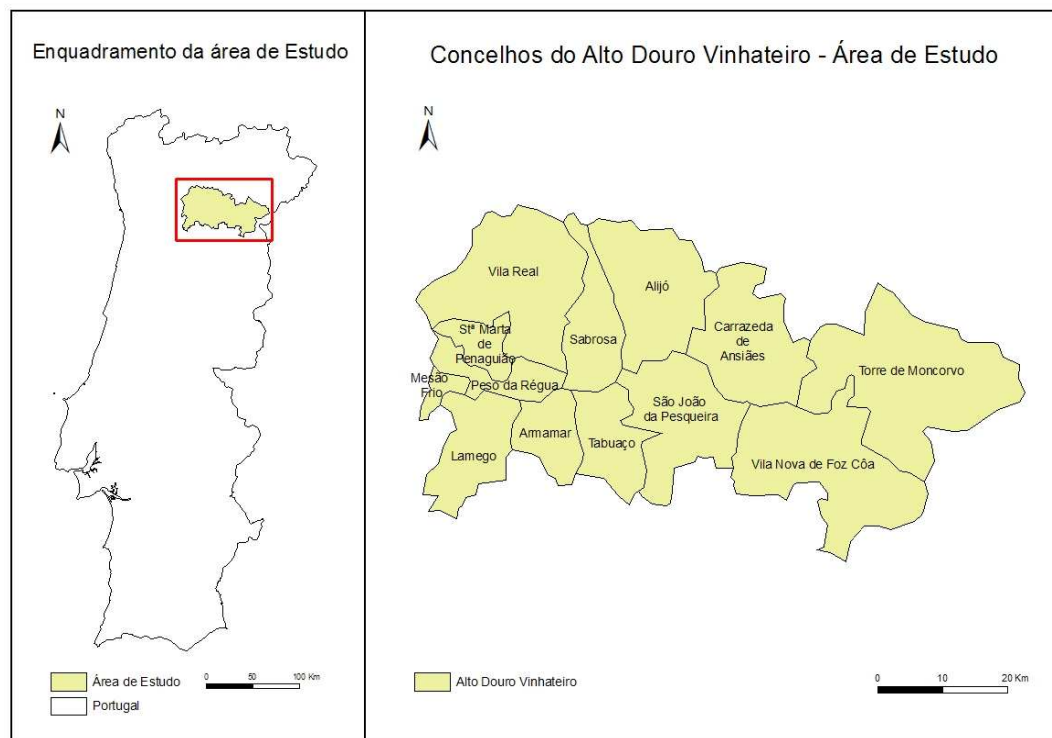 Enquadramento da área de Estudo
N
Área de Estudo
Portugal
0 50 100 Km
Concelhos do Alto Douro Vinhateiro - Área de Estudo
N
Vila Real
Alijó
Stª Marta
de
Penaguião
Sabrosa
Carrazeda
de
Ansiães
Torre de Moncorvo
Mesão
Frio
Peso da Régua
São João
da Pesqueira
Armamar
Tabuaço
Lamego
Vila Nova de Foz Côa
Alto Douro Vinhateiro
0 10 20 Km